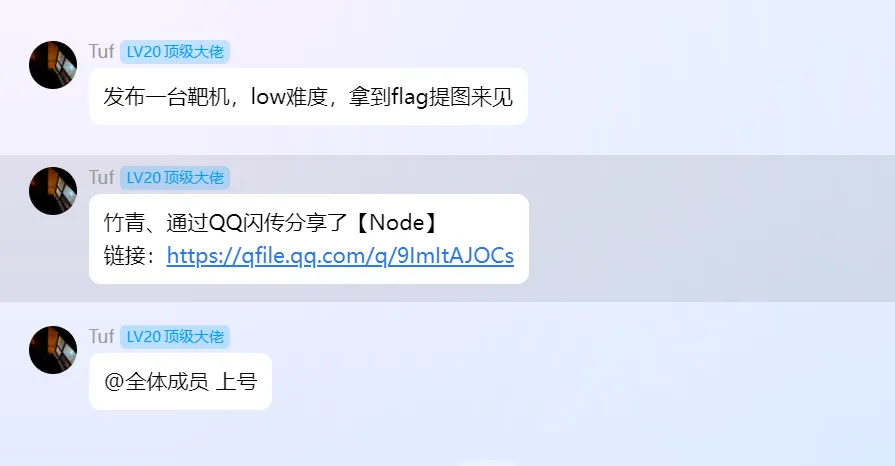 Tuf LV20 顶级大佬
发布一台靶机，low难度，拿到flag提图来见
Tuf LV20 顶级大佬
竹青、通过QQ闪传分享了【Node】
链接：https://qfile.qq.com/q/9ImItAJOCs
Tuf LV20 顶级大佬
@全体成员 上号